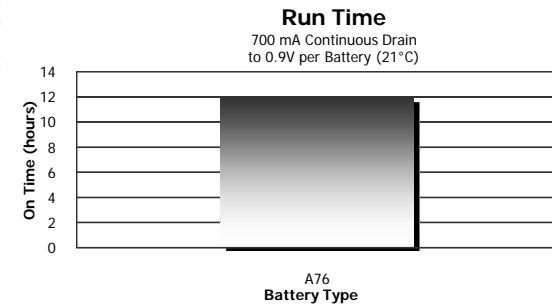 Run Time
700 mA Continuous Drain
to 0.9V per Battery (21°C)
On Time (hours)
14
12
10
8
6
4
2
0
A76
Battery Type